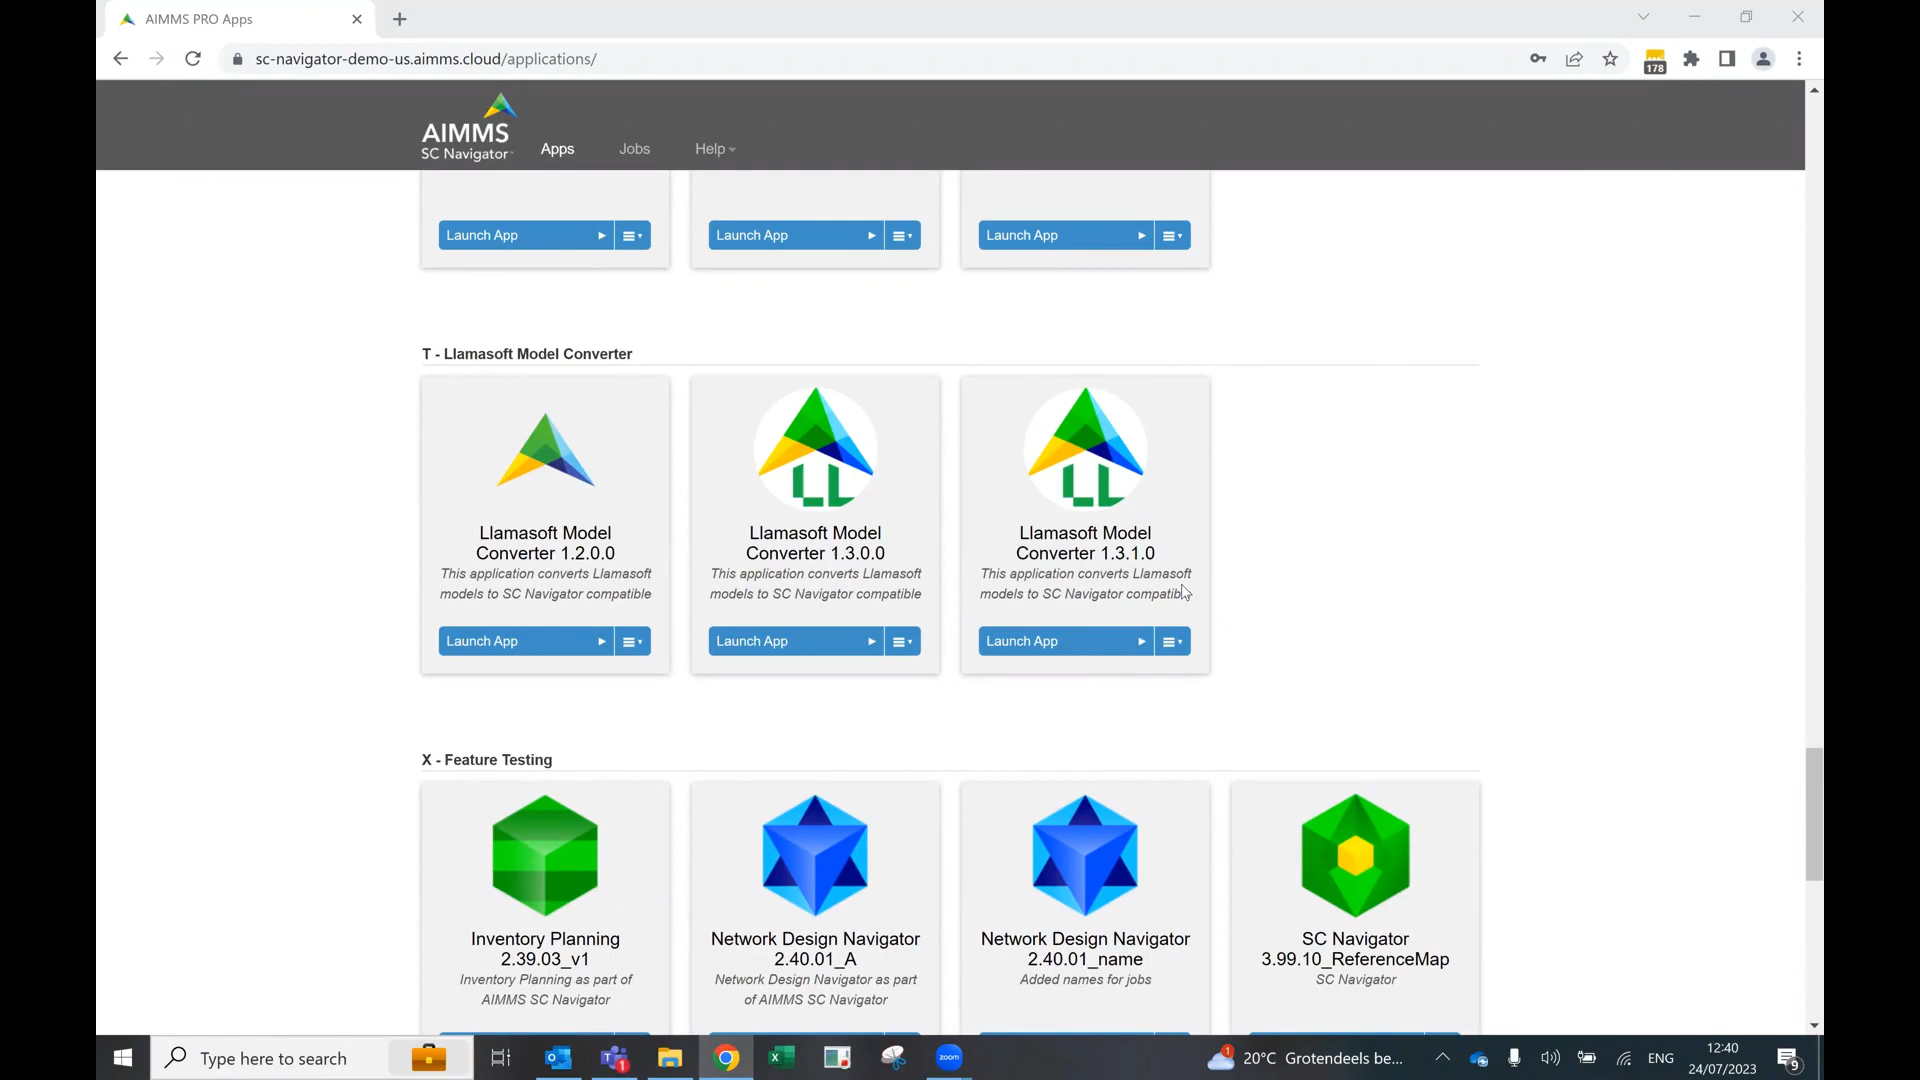 AIMMS PRO Apps
sc-navigator-demo-us.aimms.cloud/applications/
178
AIMMS
SC Navigator
Apps
Jobs
Help
Launch App
Launch App
Launch App
T - Llamasoft Model Converter
Llamasoft Model
Converter 1.2.0.0
This application converts Llamasoft
models to SC Navigator compatible
Launch App
Llamasoft Model
Converter 1.3.0.0
This application converts Llamasoft
models to SC Navigator compatible
Launch App
Llamasoft Model
Converter 1.3.1.0
This application converts Llamasoft
models to SC Navigator compatible
Launch App
X - Feature Testing
Inventory Planning
2.39.03_v1
Inventory Planning as part of
AIMMS SC Navigator
Network Design Navigator
2.40.01_A
Network Design Navigator as part
of AIMMS SC Navigator
Network Design Navigator
2.40.01_name
Added names for jobs
SC Navigator
3.99.10_ReferenceMap
SC Navigator
Type here to search
1
zoom
1
20°C Grotendeels be...
ENG
12:40
24/07/2023
9